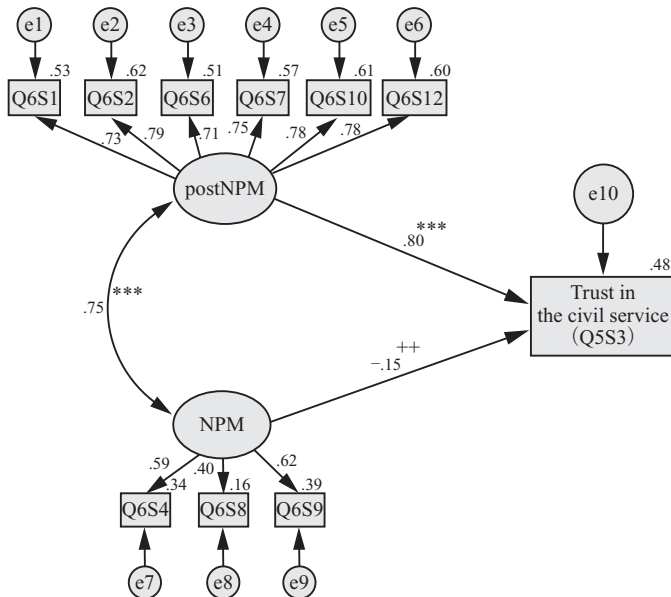 e1 e2 e3 e4 e5 e6
.53 .62 .51 .57 .61 .60
Q6S1 Q6S2 Q6S6 Q6S7 Q6S10 Q6S12
.73 .79 .71 .75 .78 .78
postNPM
e10
***
.80
.48
Trust in
the civil service
（Q5S3）
.75 ***
++
−.15
NPM
.59 .40 .62
.34 .16 .39
Q6S4 Q6S8 Q6S9
e7 e8 e9